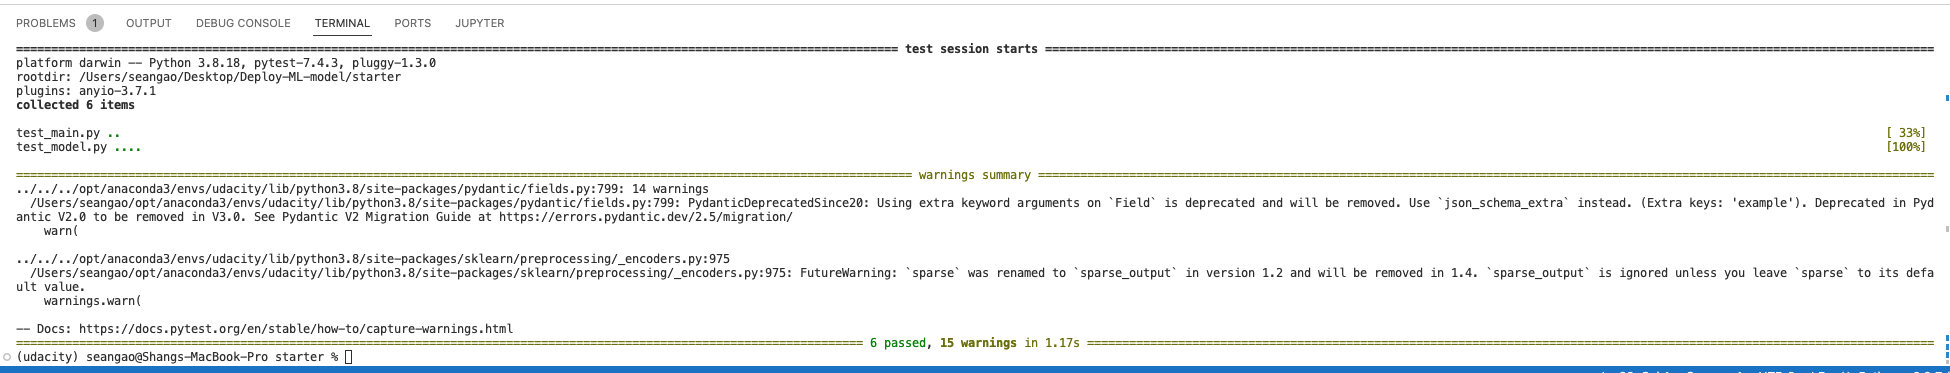 PROBLEMS 1 OUTPUT DEBUG CONSOLE TERMINAL PORTS JUPYTER
============ test session starts ============
platform darwin -- Python 3.8.18, pytest-7.4.3, pluggy-1.3.0
rootdir: /Users/seangao/Desktop/Deploy-ML-model/starter
plugins: anyio-3.7.1
collected 6 items
test_main.py .. [ 33%]
test_model.py .... [100%]
============ warnings summary ============
../../../opt/anaconda3/envs/udacity/lib/python3.8/site-packages/pydantic/fields.py:799: 14 warnings
/Users/seangao/opt/anaconda3/envs/udacity/lib/python3.8/site-packages/pydantic/fields.py:799: PydanticDeprecatedSince20: Using extra keyword arguments on `Field` is deprecated and will be removed. Use `json_schema_extra` instead. (Extra keys: 'example'). Deprecated in Pyd
antic V2.0 to be removed in V3.0. See Pydantic V2 Migration Guide at https://errors.pydantic.dev/2.5/migration/
warn(
../../../opt/anaconda3/envs/udacity/lib/python3.8/site-packages/sklearn/preprocessing/_encoders.py:975
/Users/seangao/opt/anaconda3/envs/udacity/lib/python3.8/site-packages/sklearn/preprocessing/_encoders.py:975: FutureWarning: `sparse` was renamed to `sparse_output` in version 1.2 and will be removed in 1.4. `sparse_output` is ignored unless you leave `sparse` to its defa
ult value.
warnings.warn(
-- Docs: https://docs.pytest.org/en/stable/how-to/capture-warnings.html
============ 6 passed, 15 warnings in 1.17s ============
(udacity) seangao@Shangs-MacBook-Pro starter %